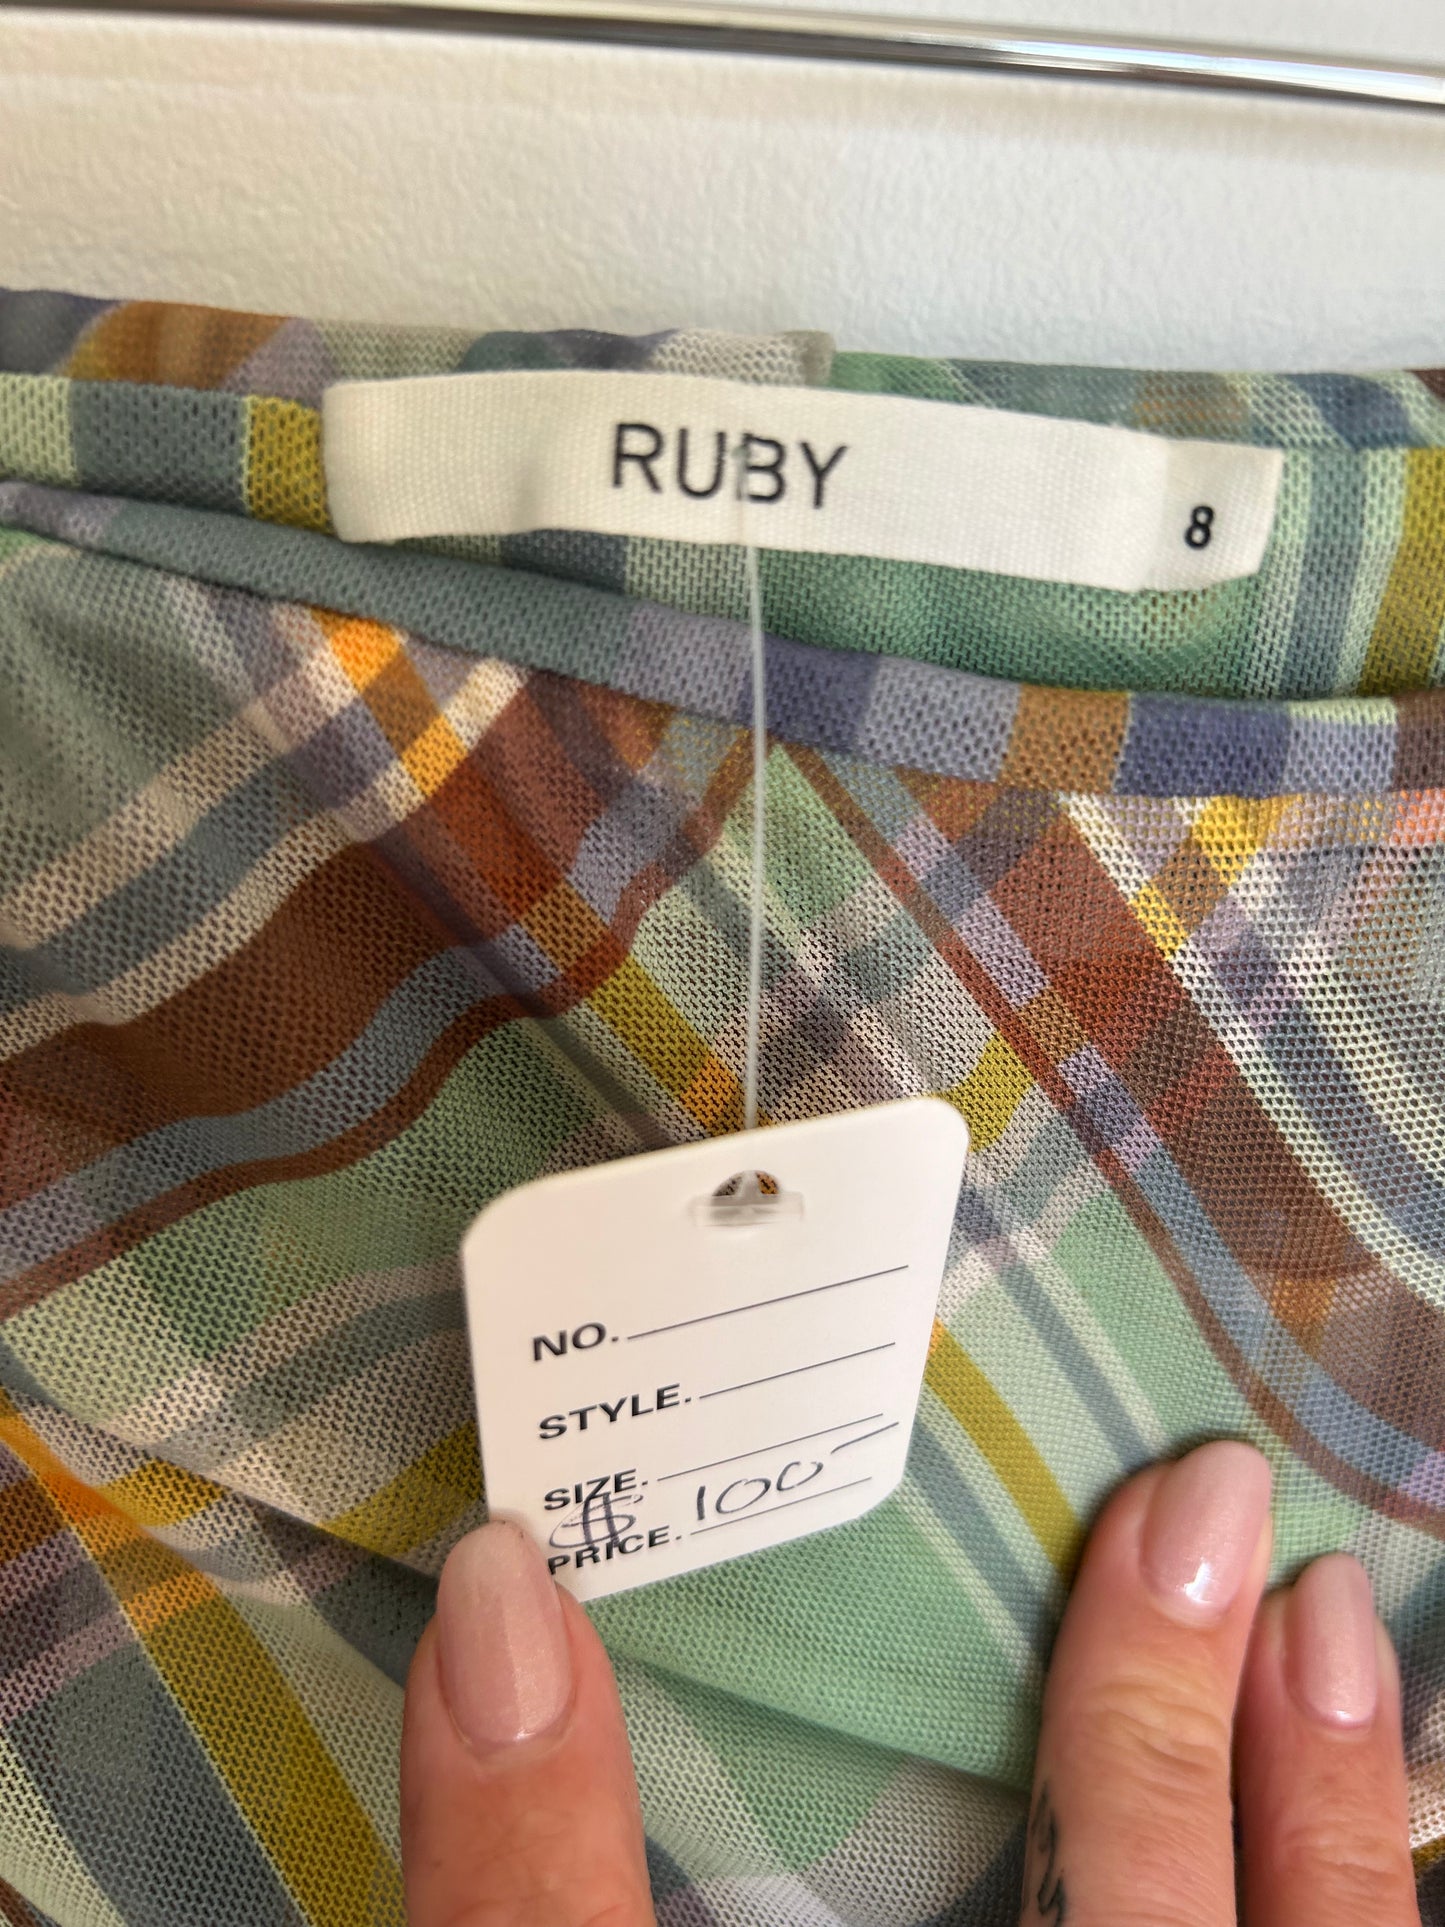 RUBY
8
NO.
STYLE.
SIZE.
PRICE. $ 100-